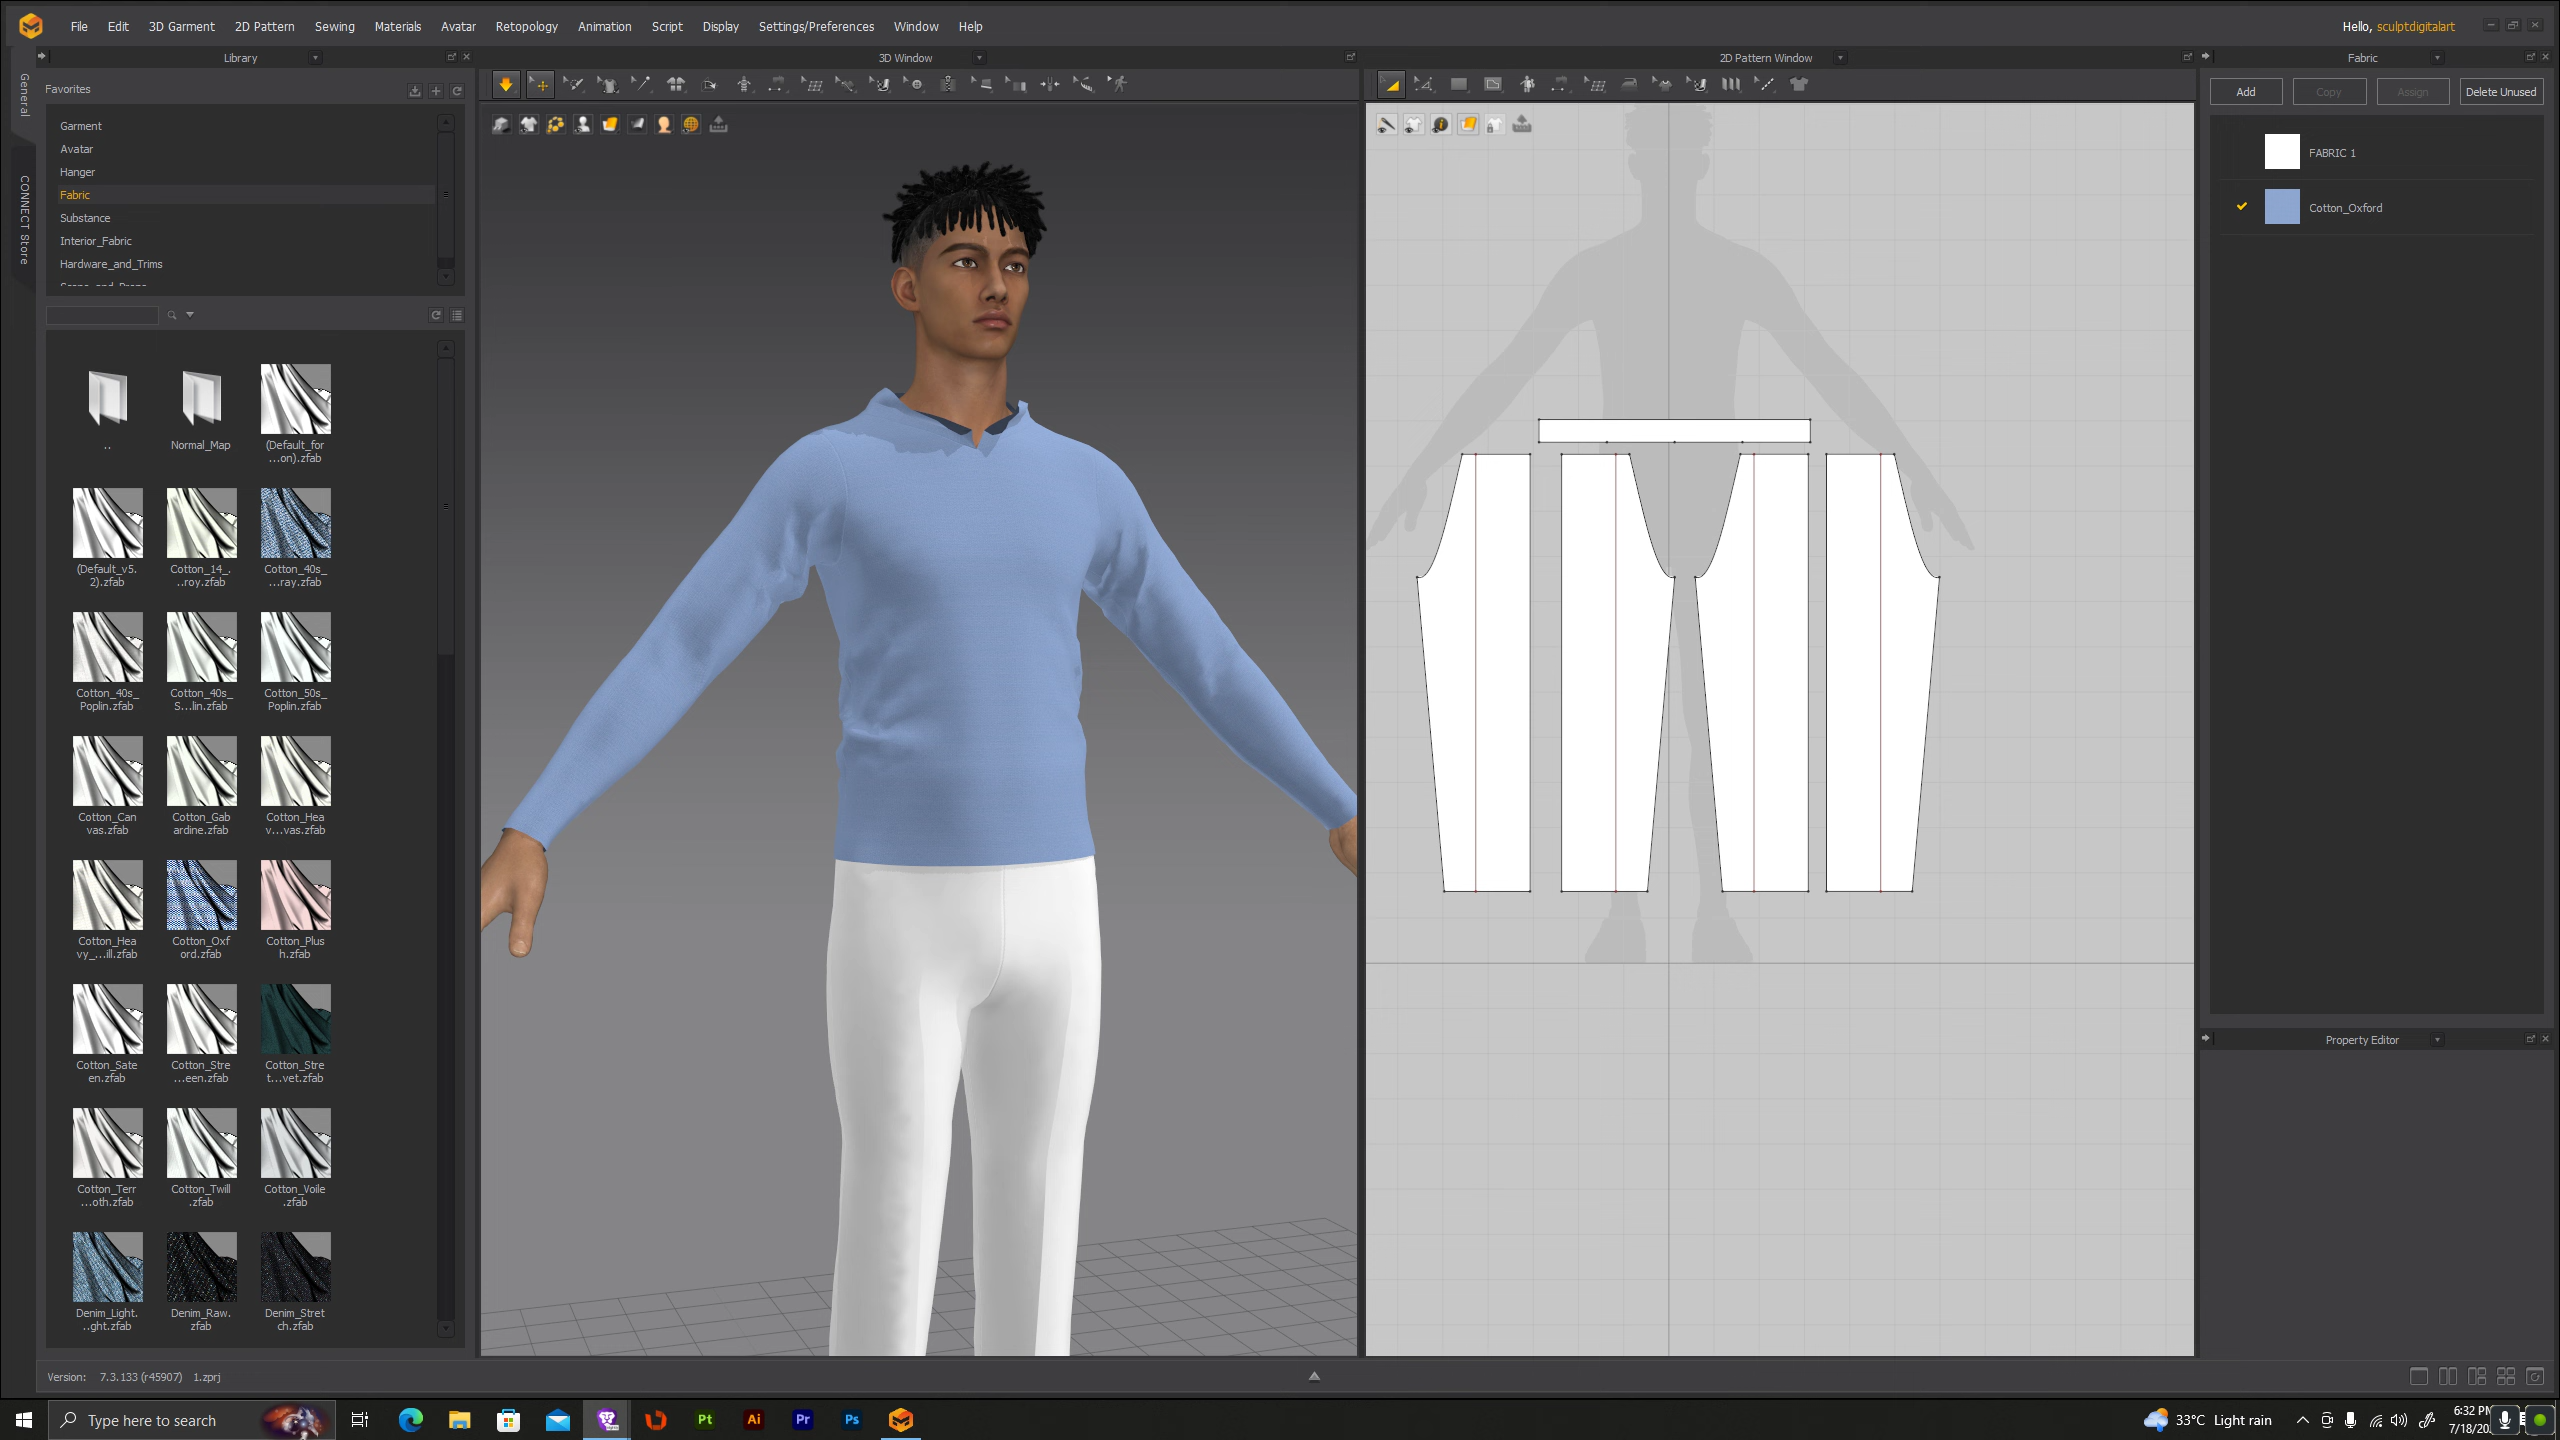 File Edit 3D Garment 2D Pattern Sewing Materials Avatar Retopology Animation Script Display Settings/Preferences Window Help
Hello, sculptdigitalart
Library
3D Window
2D Pattern Window
Fabric
General
CONNECT Store
Favorites
Garment
Avatar
Hanger
Fabric
Substance
Interior_Fabric
Hardware_and_Trims
Add Copy Assign Delete Unused
FABRIC 1
Cotton_Oxford
..
Normal_Map
(Default_for
...on).zfab
(Default_v5.
2).zfab
Cotton_14_.
..roy.zfab
Cotton_40s_
...ray.zfab
Cotton_40s_
Poplin.zfab
Cotton_40s_
S...lin.zfab
Cotton_50s_
Poplin.zfab
Cotton_Can
vas.zfab
Cotton_Gab
ardine.zfab
Cotton_Hea
v...vas.zfab
Cotton_Hea
vy_...ill.zfab
Cotton_Oxf
ord.zfab
Cotton_Plus
h.zfab
Cotton_Sate
en.zfab
Cotton_Stre
...een.zfab
Cotton_Stre
t...vet.zfab
Cotton_Terr
...oth.zfab
Cotton_Twill
.zfab
Cotton_Voile
.zfab
Denim_Light.
..ght.zfab
Denim_Raw.
zfab
Denim_Stret
ch.zfab
Property Editor
Version: 7.3.133 (r45907) 1.zprj
Type here to search
Pt
Ai
Pr
Ps
33°C Light rain
6:32 PM
7/18/20